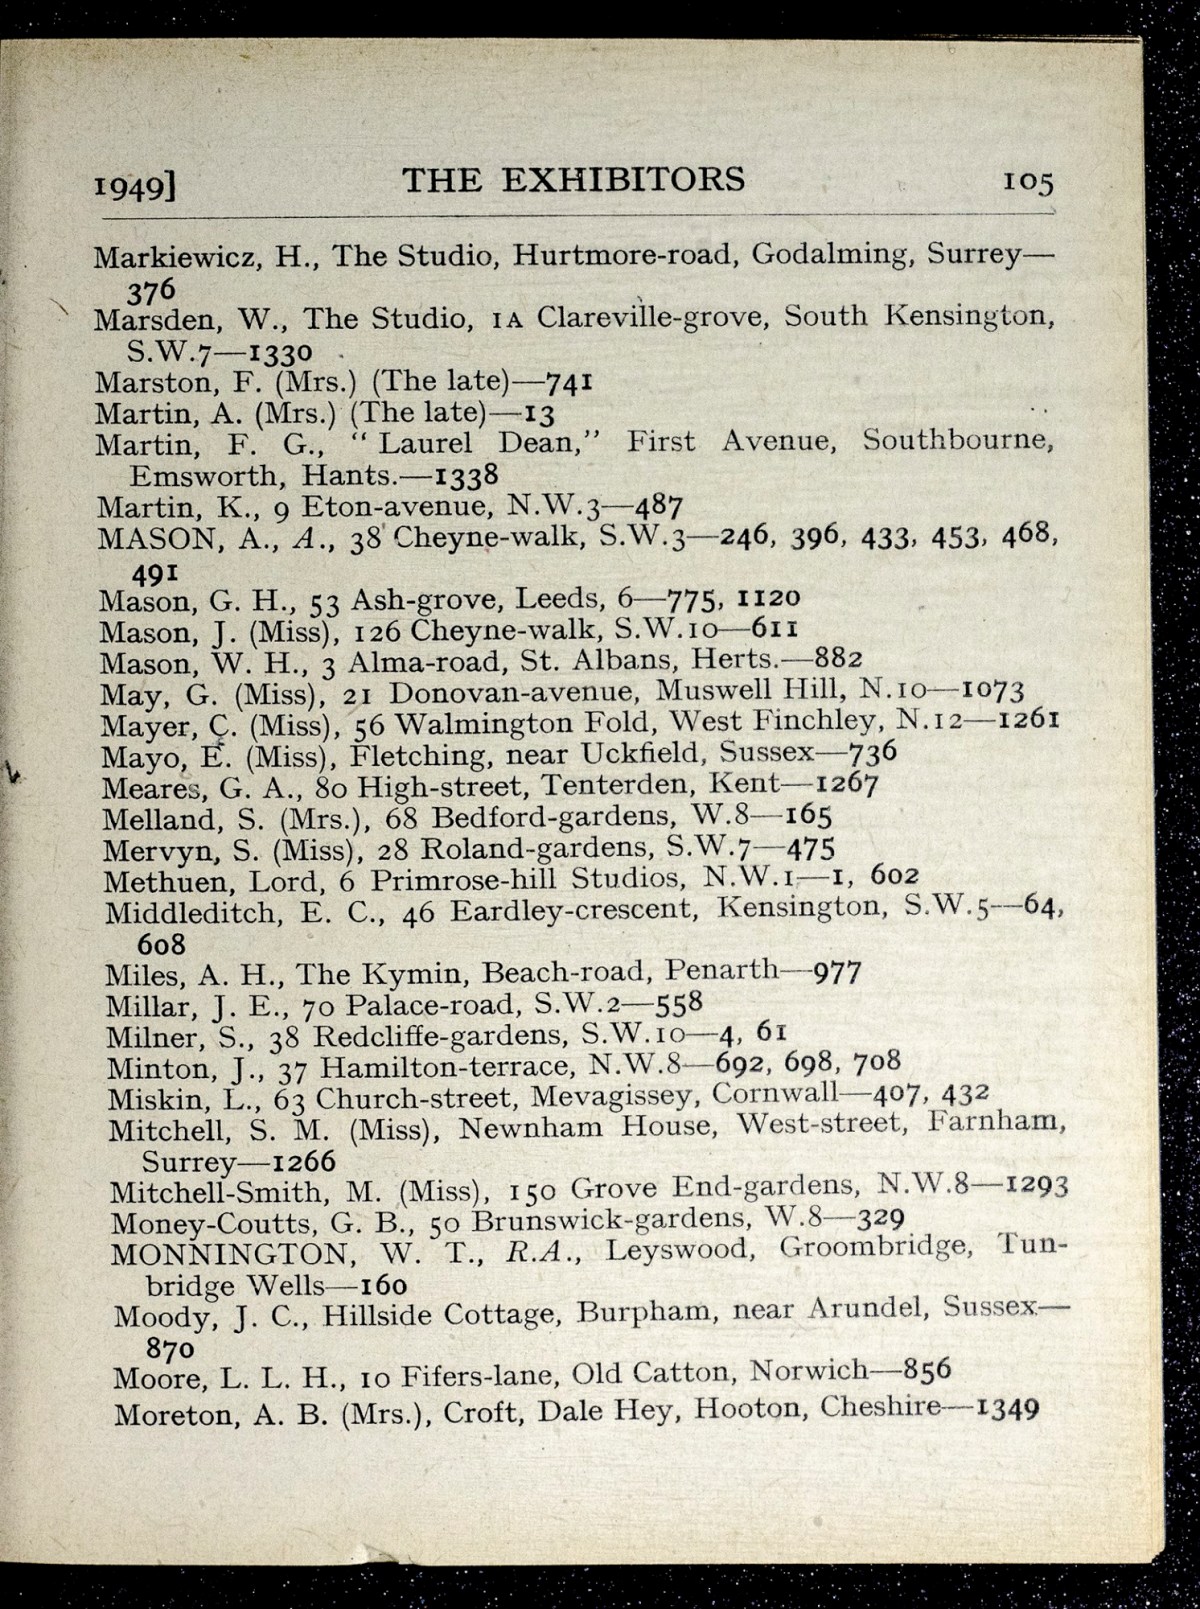 1949] THE EXHIBITORS 105
Markiewicz, H., The Studio, Hurtmore-road, Godalming, Surrey—
376
Marsden, W., The Studio, 1A Clareville-grove, South Kensington,
S.W.7—1330
Marston, F. (Mrs.) (The late)—741
Martin, A. (Mrs.) (The late)—13
Martin, F. G., “Laurel Dean,” First Avenue, Southbourne,
Emsworth, Hants.—1338
Martin, K., 9 Eton-avenue, N.W.3—487
MASON, A., A., 38 Cheyne-walk, S.W.3—246, 396, 433, 453, 468,
491
Mason, G. H., 53 Ash-grove, Leeds, 6—775, 1120
Mason, J. (Miss), 126 Cheyne-walk, S.W.10—611
Mason, W. H., 3 Alma-road, St. Albans, Herts.—882
May, G. (Miss), 21 Donovan-avenue, Muswell Hill, N.10—1073
Mayer, C. (Miss), 56 Walmington Fold, West Finchley, N.12—1261
Mayo, E. (Miss), Fletching, near Uckfield, Sussex—736
Meares, G. A., 80 High-street, Tenterden, Kent—1267
Melland, S. (Mrs.), 68 Bedford-gardens, W.8—165
Mervyn, S. (Miss), 28 Roland-gardens, S.W.7—475
Methuen, Lord, 6 Primrose-hill Studios, N.W.1—1, 602
Middleditch, E. C., 46 Eardley-crescent, Kensington, S.W.5—64,
608
Miles, A. H., The Kymin, Beach-road, Penarth—977
Millar, J. E., 70 Palace-road, S.W.2—558
Milner, S., 38 Redcliffe-gardens, S.W.10—4, 61
Minton, J., 37 Hamilton-terrace, N.W.8—692, 698, 708
Miskin, L., 63 Church-street, Mevagissey, Cornwall—407, 432
Mitchell, S. M. (Miss), Newnham House, West-street, Farnham,
Surrey—1266
Mitchell-Smith, M. (Miss), 150 Grove End-gardens, N.W.8—1293
Money-Coutts, G. B., 50 Brunswick-gardens, W.8—329
MONNINGTON, W. T., R.A., Leyswood, Groombridge, Tun-
bridge Wells—160
Moody, J. C., Hillside Cottage, Burpham, near Arundel, Sussex—
870
Moore, L. L. H., 10 Fifers-lane, Old Catton, Norwich—856
Moreton, A. B. (Mrs.), Croft, Dale Hey, Hooton, Cheshire—1349